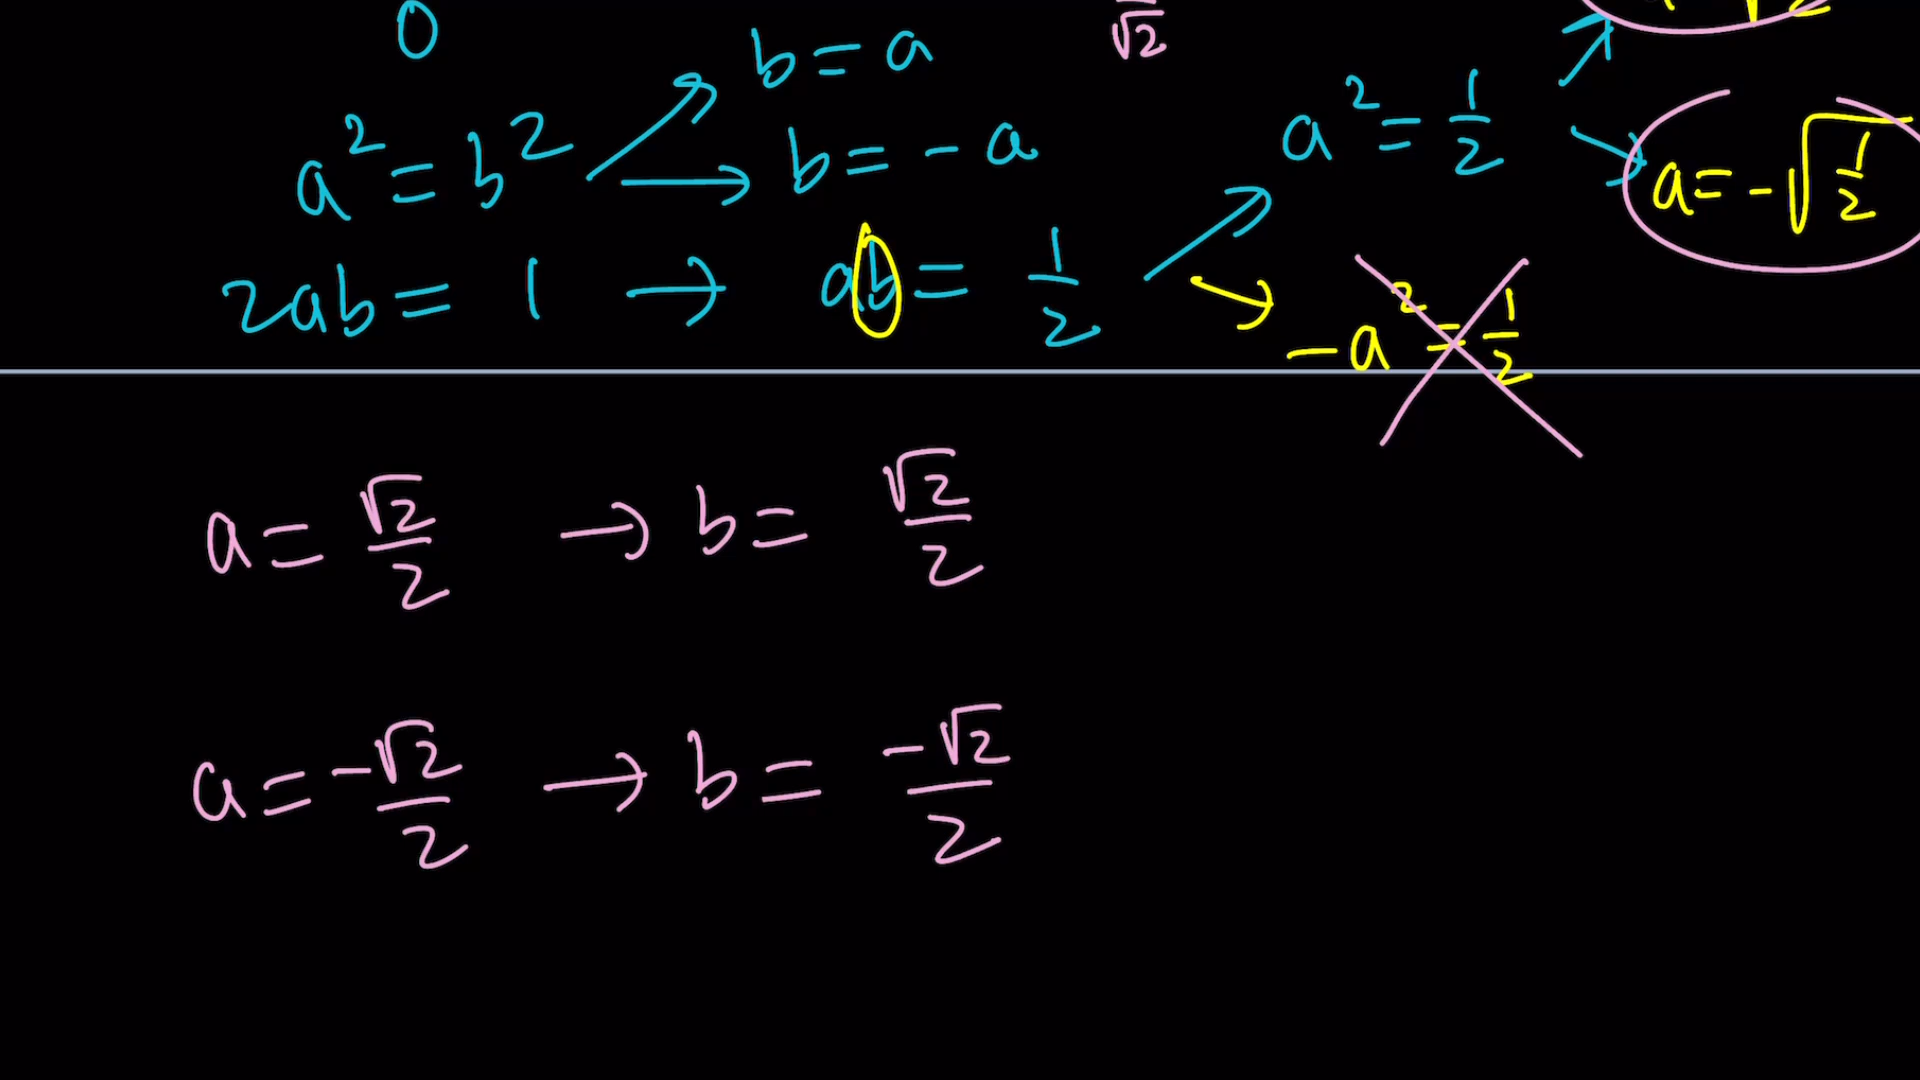 0
b = a
√2
a² = b²
b = - a
a² = 1/2
a = -√(1/2)
2ab = 1 → ab = 1/2
-a² = 1/2
a = √2/2 → b = √2/2
a = -√2/2 → b = -√2/2